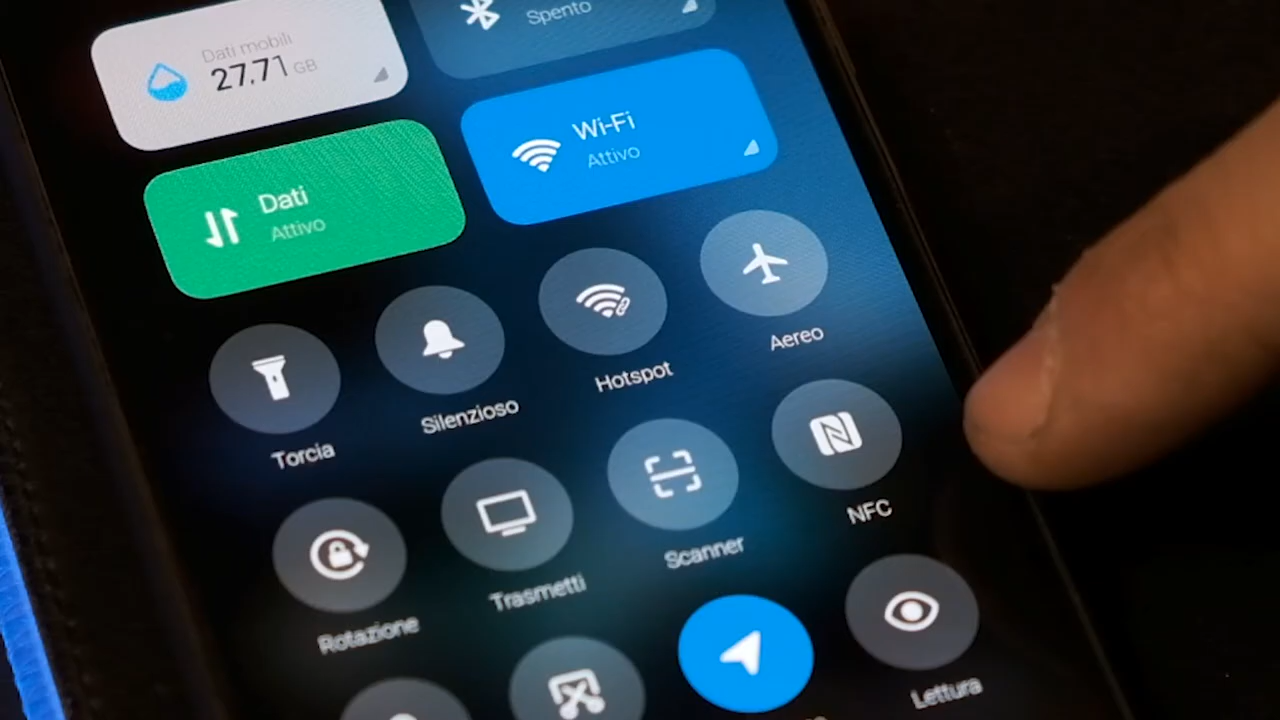 Dati mobili
27.71 GB
Spento
Dati
Attivo
Wi-Fi
Attivo
Torcia
Silenzioso
Hotspot
Aereo
Rotazione
Trasmetti
Scanner
NFC
Lettura